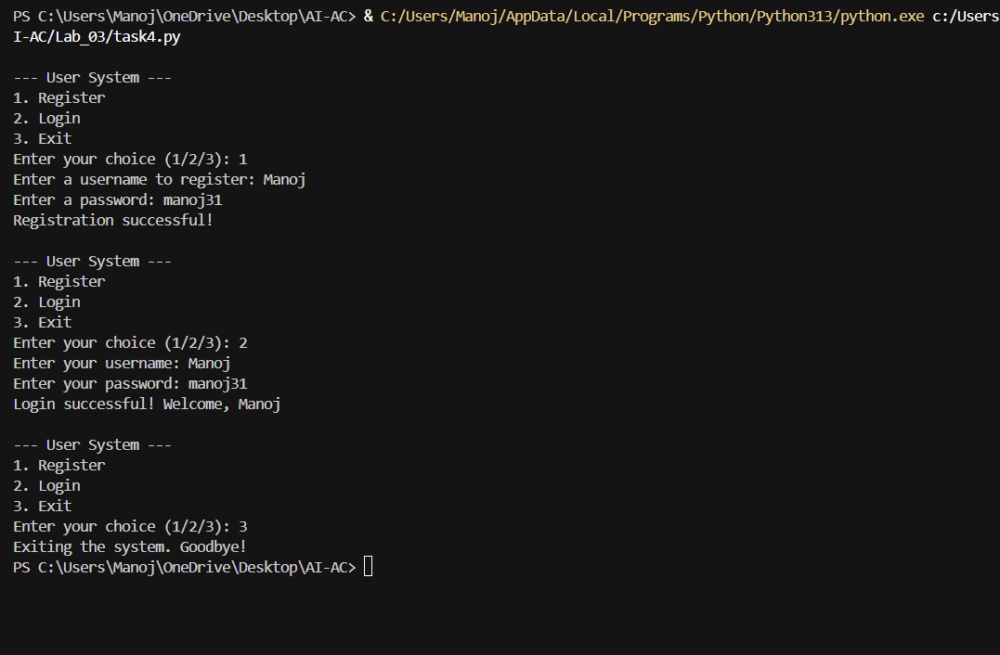 PS C:\Users\Manoj\OneDrive\Desktop\AI-AC> & C:/Users/Manoj/AppData/Local/Programs/Python/Python313/python.exe c:/Users
I-AC/Lab_03/task4.py
--- User System ---
1. Register
2. Login
3. Exit
Enter your choice (1/2/3): 1
Enter a username to register: Manoj
Enter a password: manoj31
Registration successful!
--- User System ---
1. Register
2. Login
3. Exit
Enter your choice (1/2/3): 2
Enter your username: Manoj
Enter your password: manoj31
Login successful! Welcome, Manoj
--- User System ---
1. Register
2. Login
3. Exit
Enter your choice (1/2/3): 3
Exiting the system. Goodbye!
PS C:\Users\Manoj\OneDrive\Desktop\AI-AC>